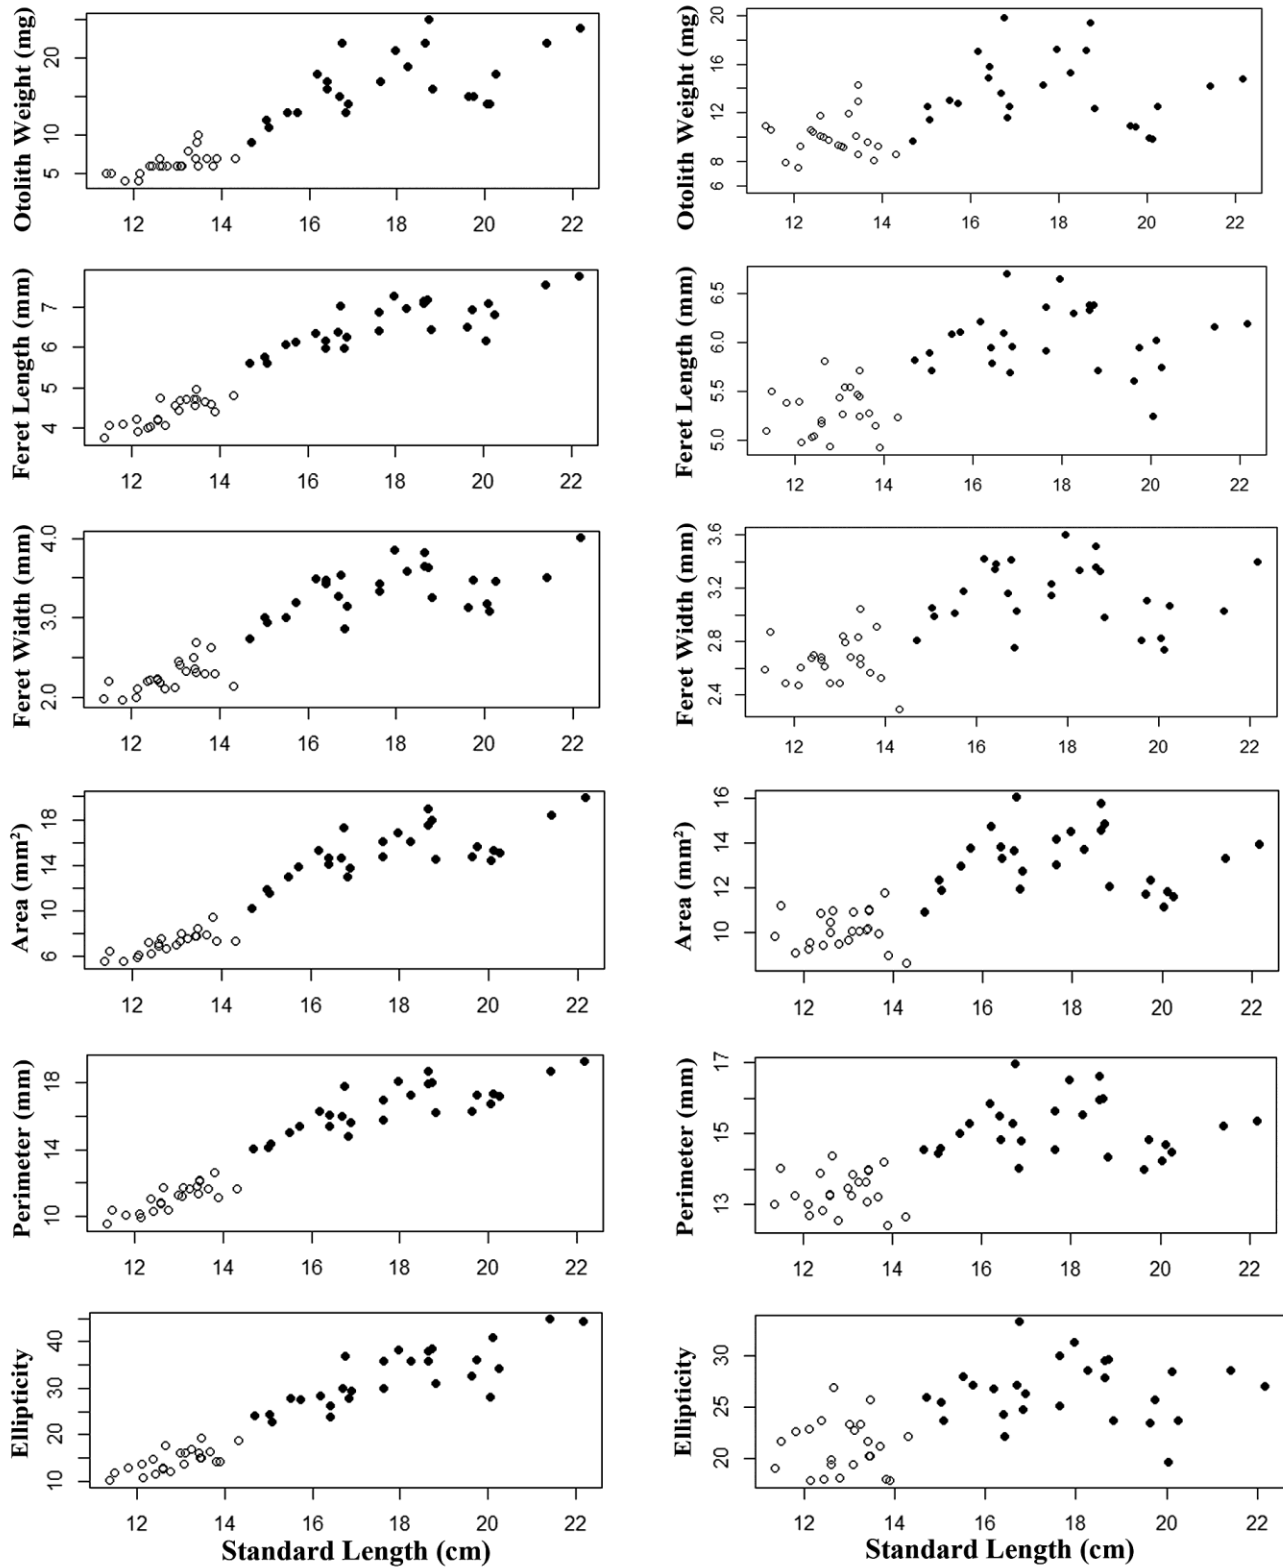 Otolith Weight (mg)
5 10 20
12 14 16 18 20 22
Otolith Weight (mg)
6 8 12 16 20
12 14 16 18 20 22
Feret Length (mm)
4 5 6 7
12 14 16 18 20 22
Feret Length (mm)
5.0 5.5 6.0 6.5
12 14 16 18 20 22
Feret Width (mm)
2.0 3.0 4.0
12 14 16 18 20 22
Feret Width (mm)
2.4 2.8 3.2 3.6
12 14 16 18 20 22
Area (mm²)
6 10 14 18
12 14 16 18 20 22
Area (mm²)
10 12 14 16
12 14 16 18 20 22
Perimeter (mm)
10 14 18
12 14 16 18 20 22
Perimeter (mm)
13 15 17
12 14 16 18 20 22
Ellipticity
10 20 30 40
12 14 16 18 20 22
Standard Length (cm)
Ellipticity
20 25 30
12 14 16 18 20 22
Standard Length (cm)